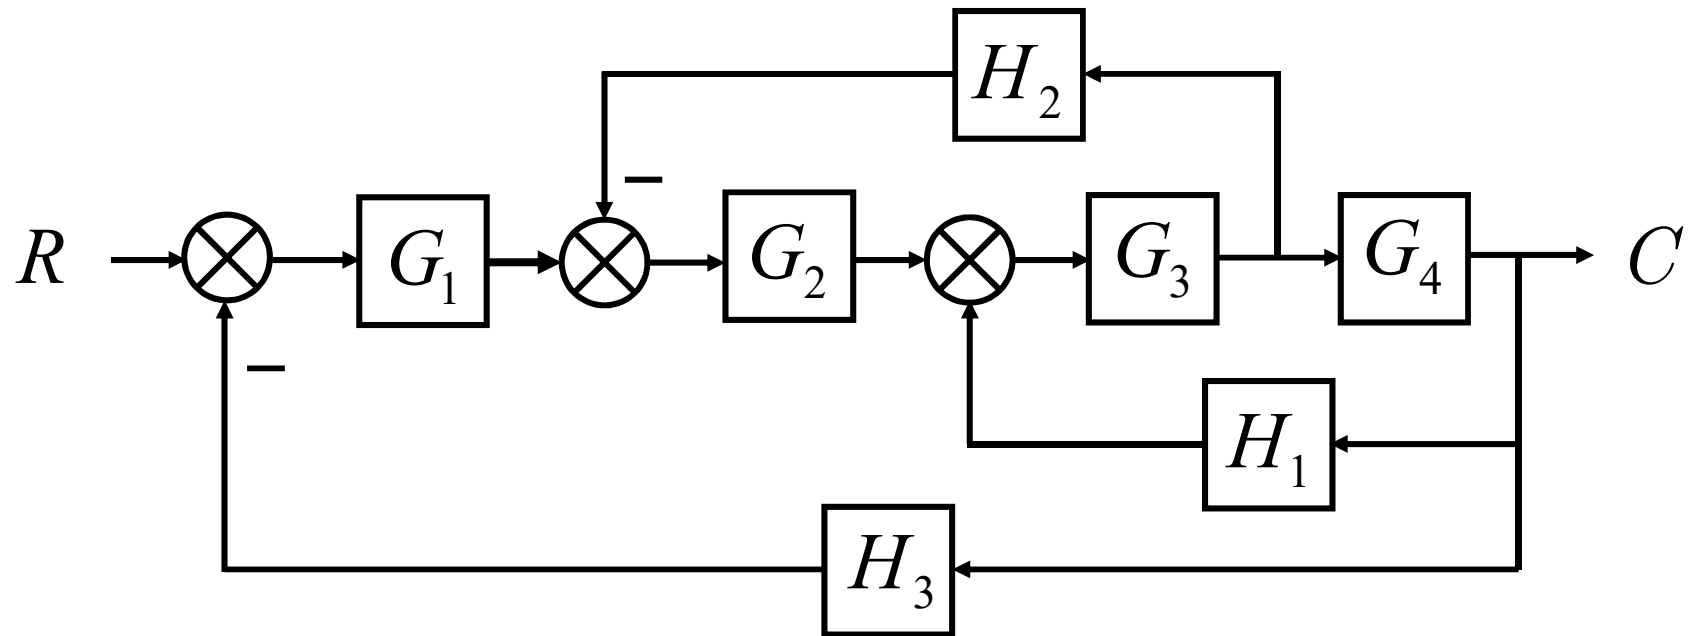 H₂
−
R G₁ G₂ G₃ G₄ C
−
H₁
H₃